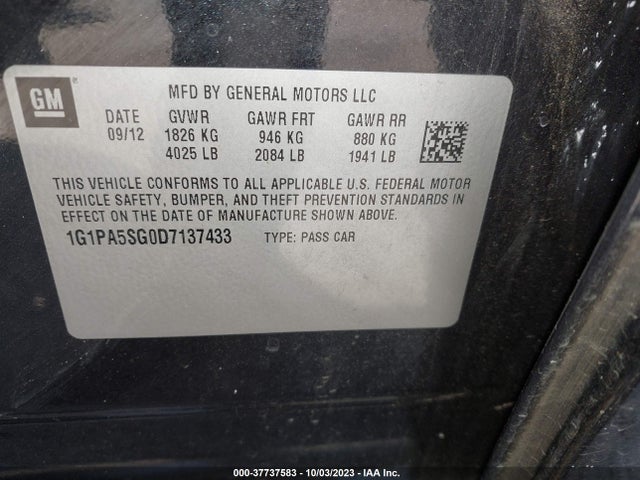 GM
MFD BY GENERAL MOTORS LLC
DATE GVWR GAWR FRT GAWR RR
09/12 1826 KG 946 KG 880 KG
4025 LB 2084 LB 1941 LB
THIS VEHICLE CONFORMS TO ALL APPLICABLE U.S. FEDERAL MOTOR
VEHICLE SAFETY, BUMPER, AND THEFT PREVENTION STANDARDS IN
EFFECT ON THE DATE OF MANUFACTURE SHOWN ABOVE.
1G1PA5SG0D7137433 TYPE: PASS CAR
000-37737583 - 10/03/2023 - IAA Inc.